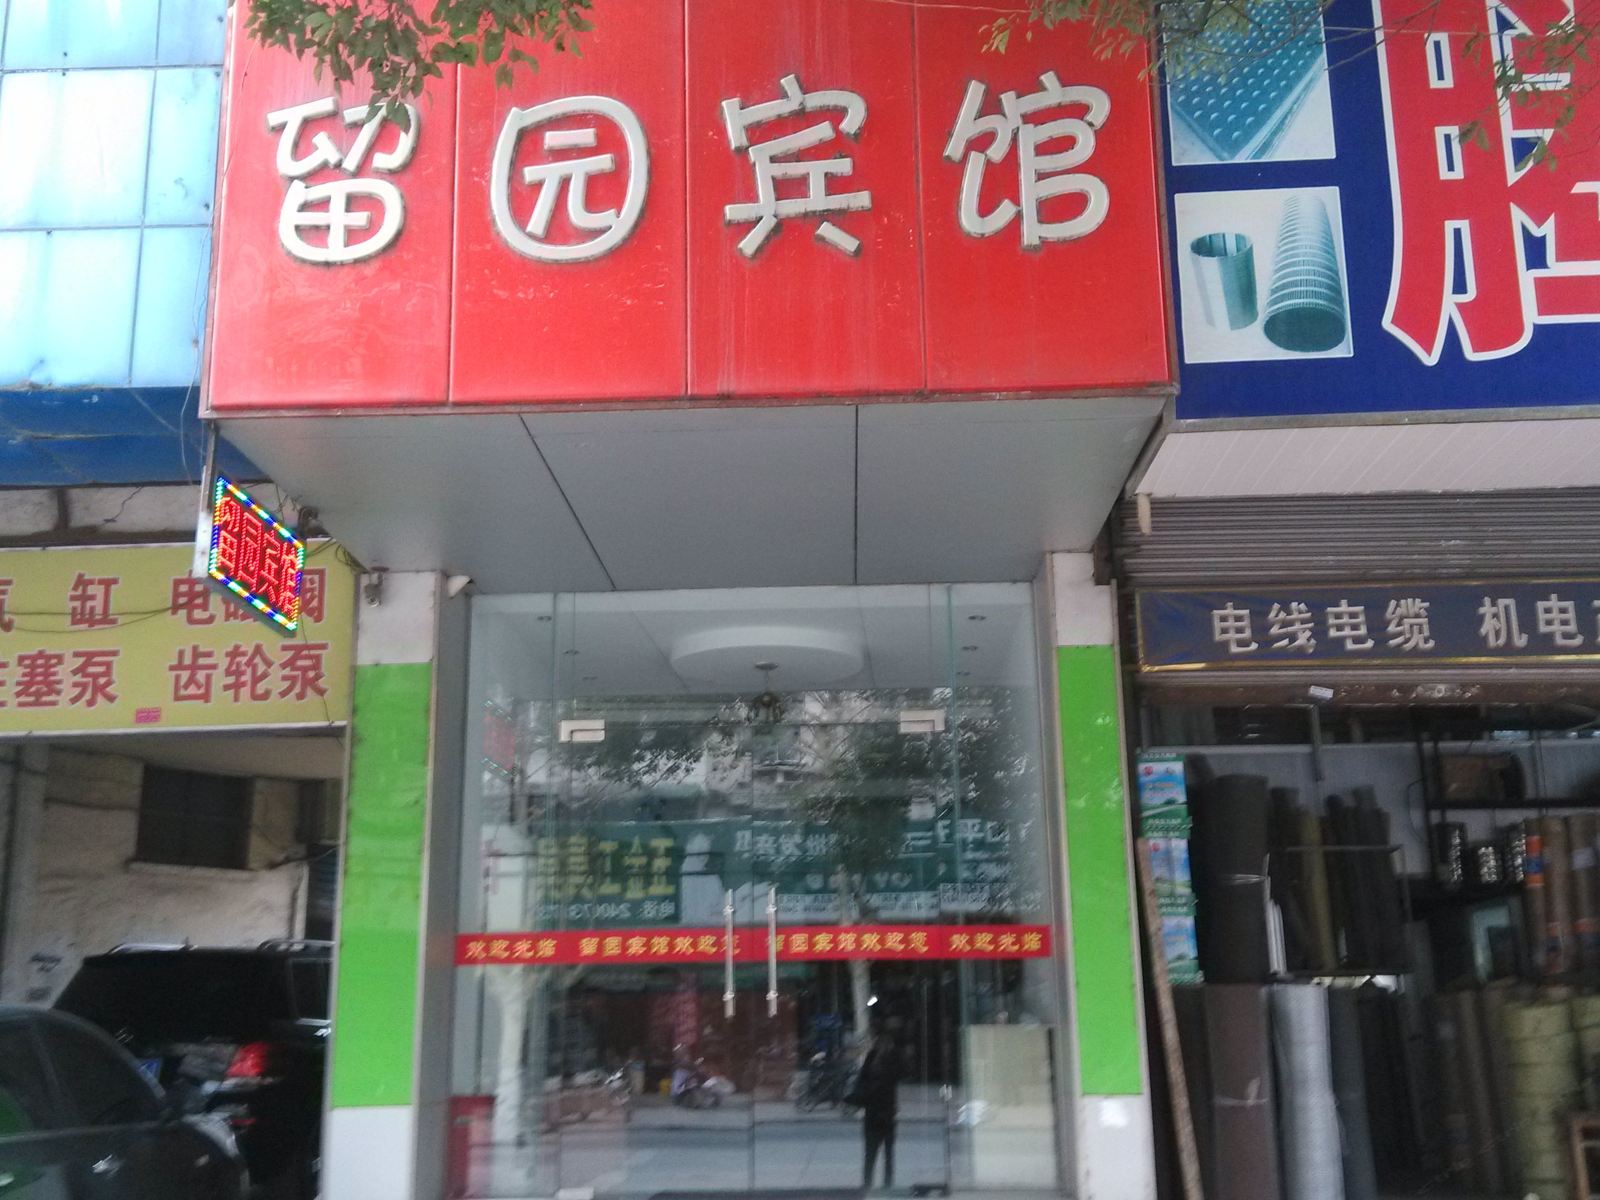 留园宾馆
留园宾馆
气缸 电磁阀
柱塞泵 齿轮泵
电线电缆 机电
欢迎光临 留园宾馆欢迎您 留园宾馆欢迎您 欢迎光临